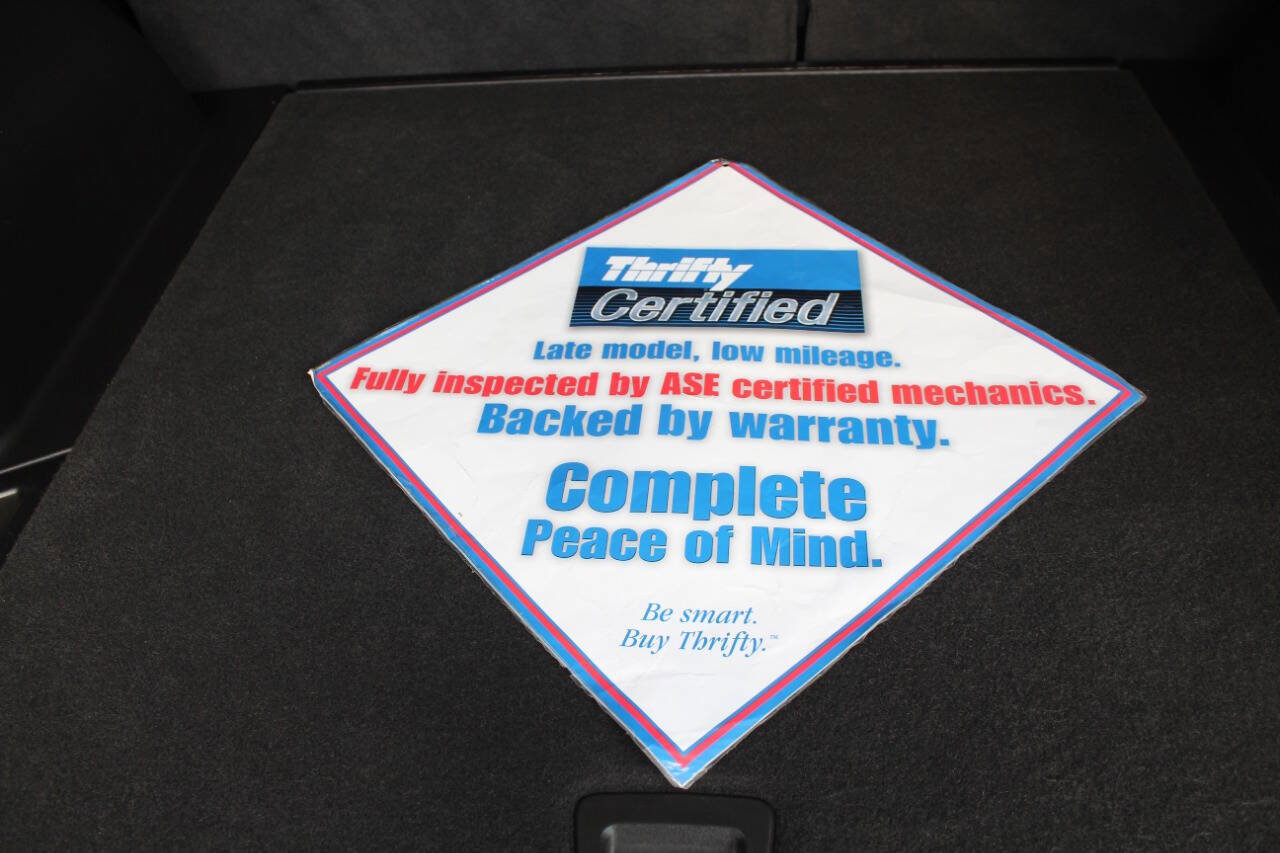 Thrifty
Certified
Late model, low mileage.
Fully inspected by ASE certified mechanics.
Backed by warranty.
Complete
Peace of Mind.
Be smart.
Buy Thrifty.™